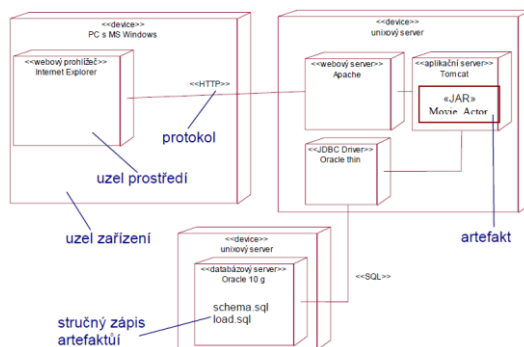 <<device>>
PC s MS Windows
<<webový prohlížeč>>
Internet Explorer
<<HTTP>>
protokol
uzel prostředí
uzel zařízení
<<device>>
unixový server
<<webový server>>
Apache
<<aplikační server>>
Tomcat
«JAR»
Movie_Actor
<<JDBC Driver>>
Oracle thin
artefakt
<<device>>
unixový server
<<databázový server>>
Oracle 10 g
schema.sql
load.sql
<<SQL>>
stručný zápis
artefaktůí